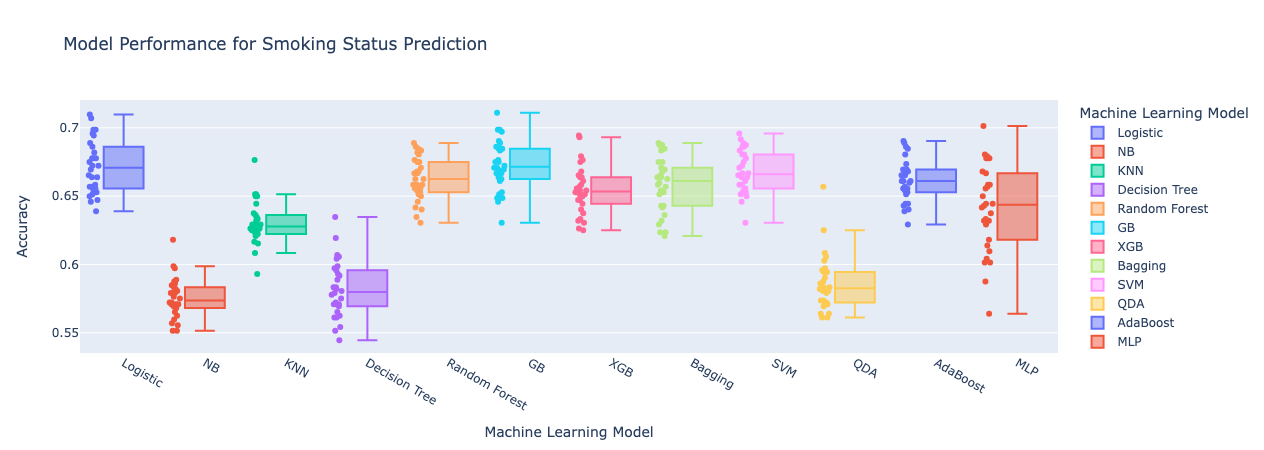 Model Performance for Smoking Status Prediction
Machine Learning Model
Logistic
NB
KNN
Decision Tree
Random Forest
GB
XGB
Bagging
SVM
QDA
AdaBoost
MLP
Accuracy
0.7
0.65
0.6
0.55
Logistic
NB
KNN
Decision Tree
Random Forest
GB
XGB
Bagging
SVM
QDA
AdaBoost
MLP
Machine Learning Model